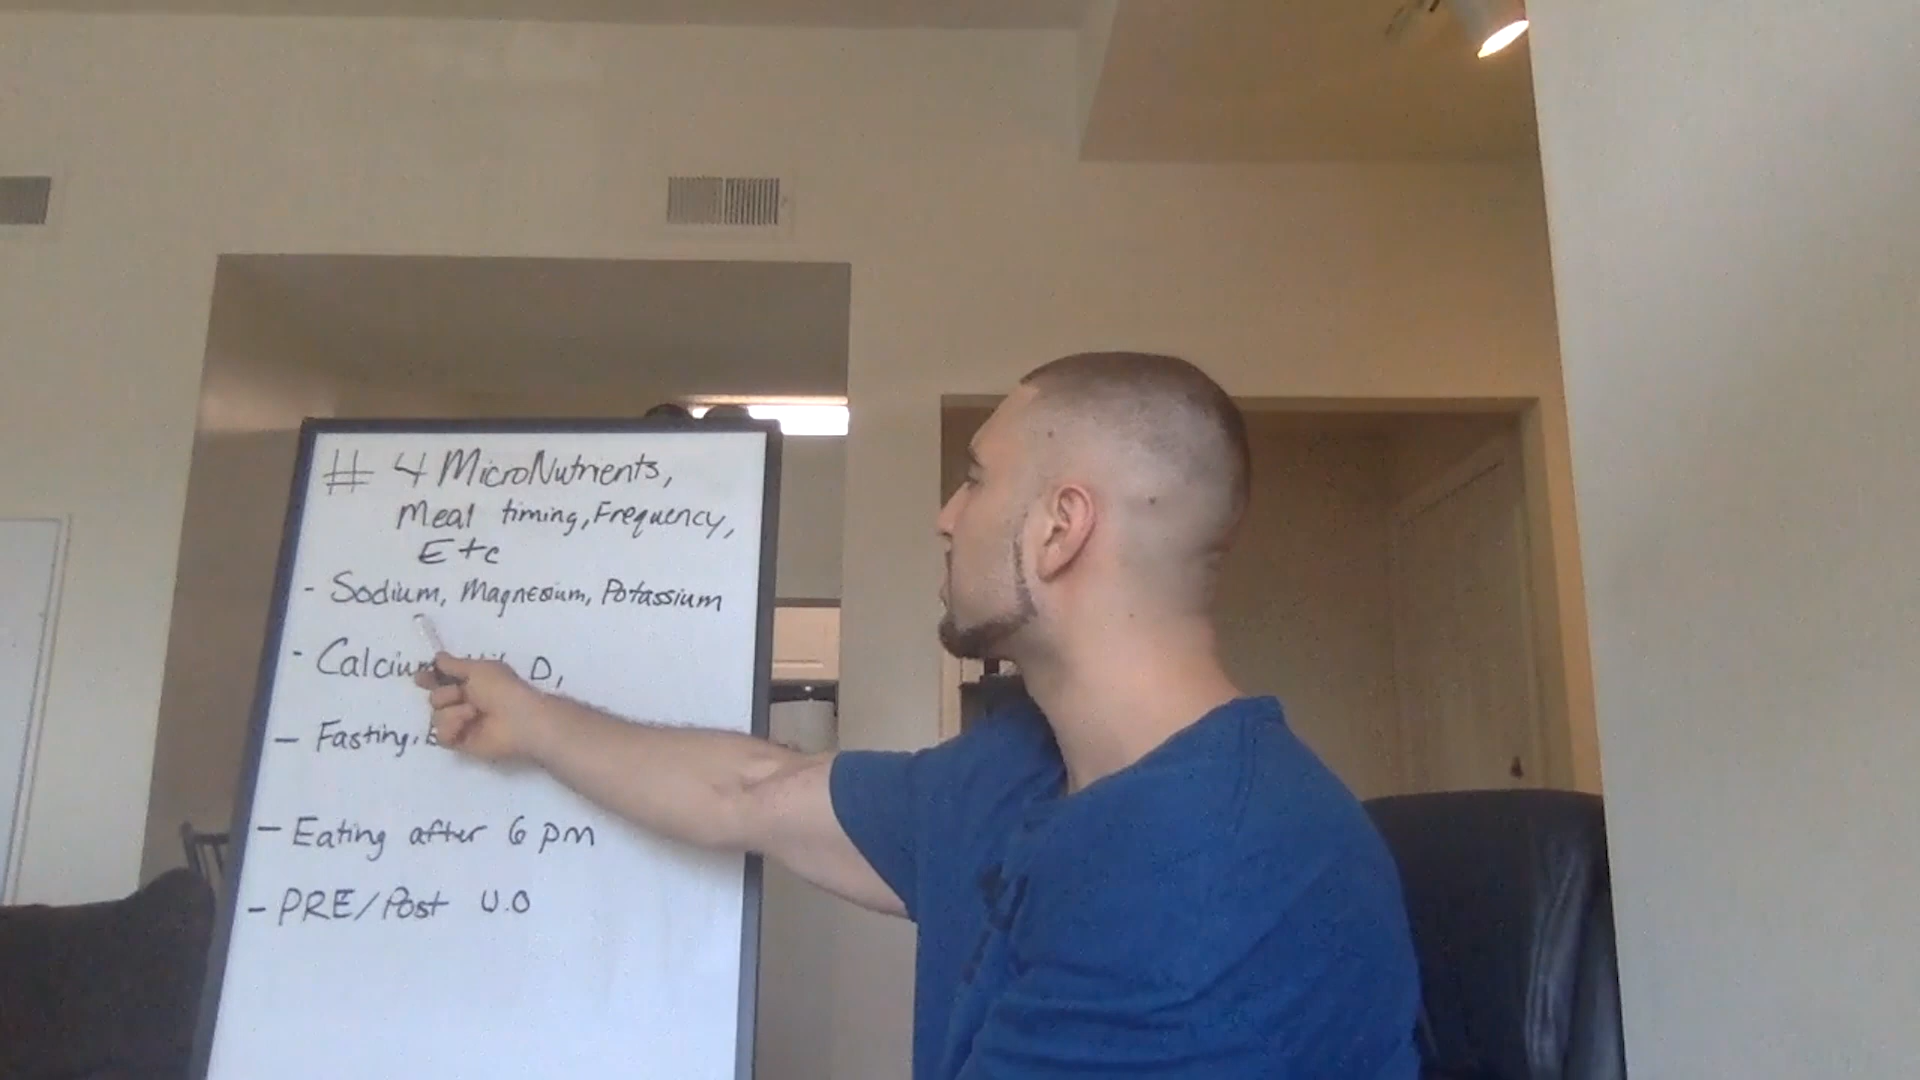 # 4 MicroNutrients,
Meal timing, Frequency,
Etc
- Sodium, Magnesium, Potassium
- Calcium D,
- Fasting,
- Eating after 6 pm
- PRE/Post W.O